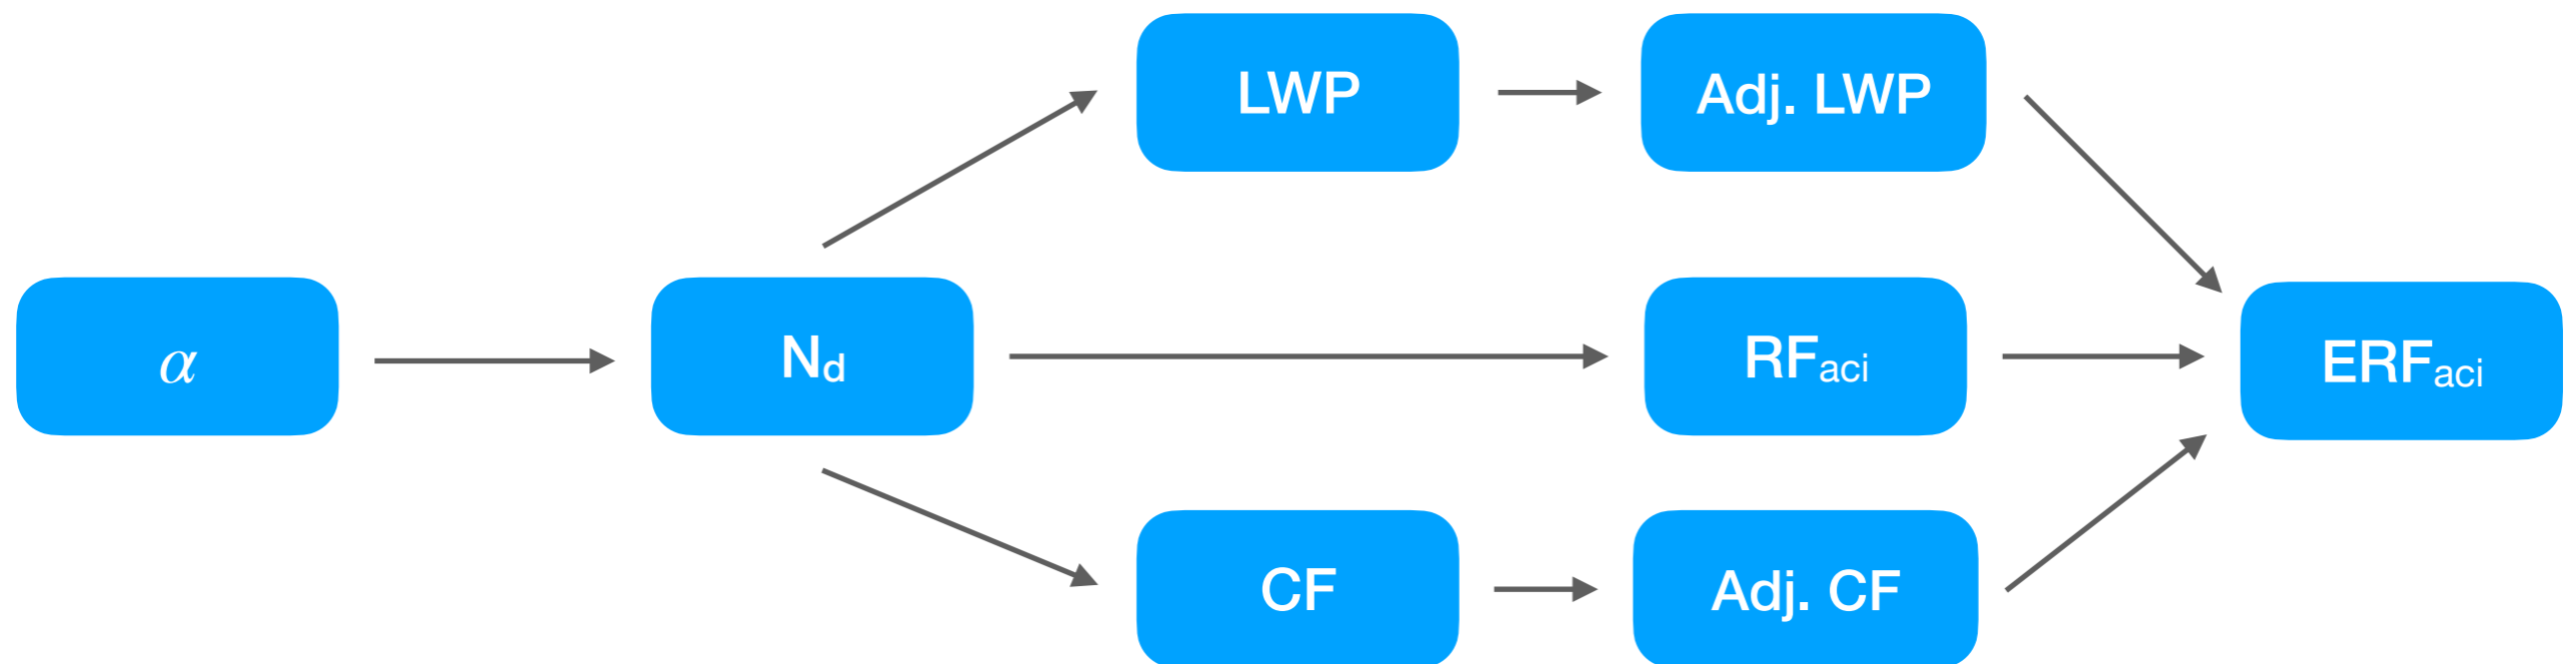 LWP
Adj. LWP
α
Nd
RFaci
ERFaci
CF
Adj. CF